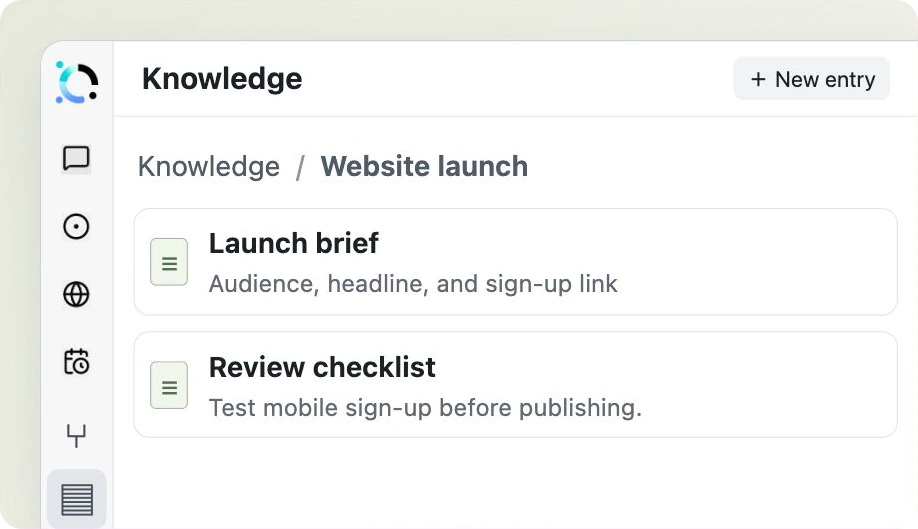 Knowledge
+ New entry
Knowledge / Website launch
Launch brief
Audience, headline, and sign-up link
Review checklist
Test mobile sign-up before publishing.